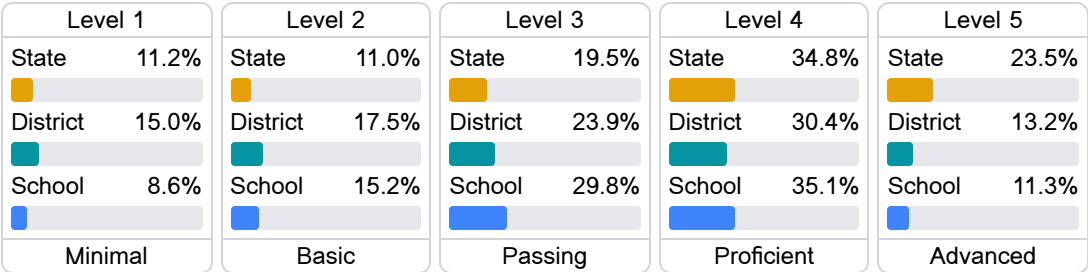 Level 1
State 11.2%
District 15.0%
School 8.6%
Minimal
Level 2
State 11.0%
District 17.5%
School 15.2%
Basic
Level 3
State 19.5%
District 23.9%
School 29.8%
Passing
Level 4
State 34.8%
District 30.4%
School 35.1%
Proficient
Level 5
State 23.5%
District 13.2%
School 11.3%
Advanced